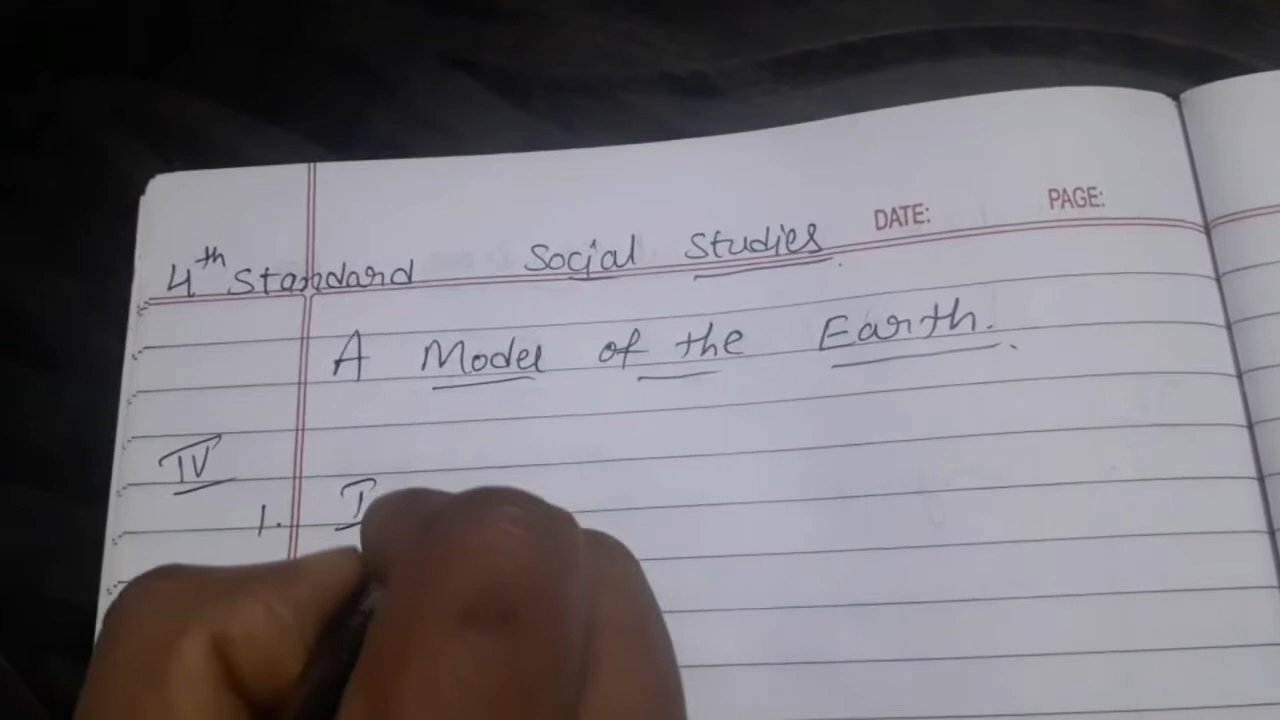 DATE: PAGE:
4th Standard Social Studies.
A Model of the Earth.
IV
1. I